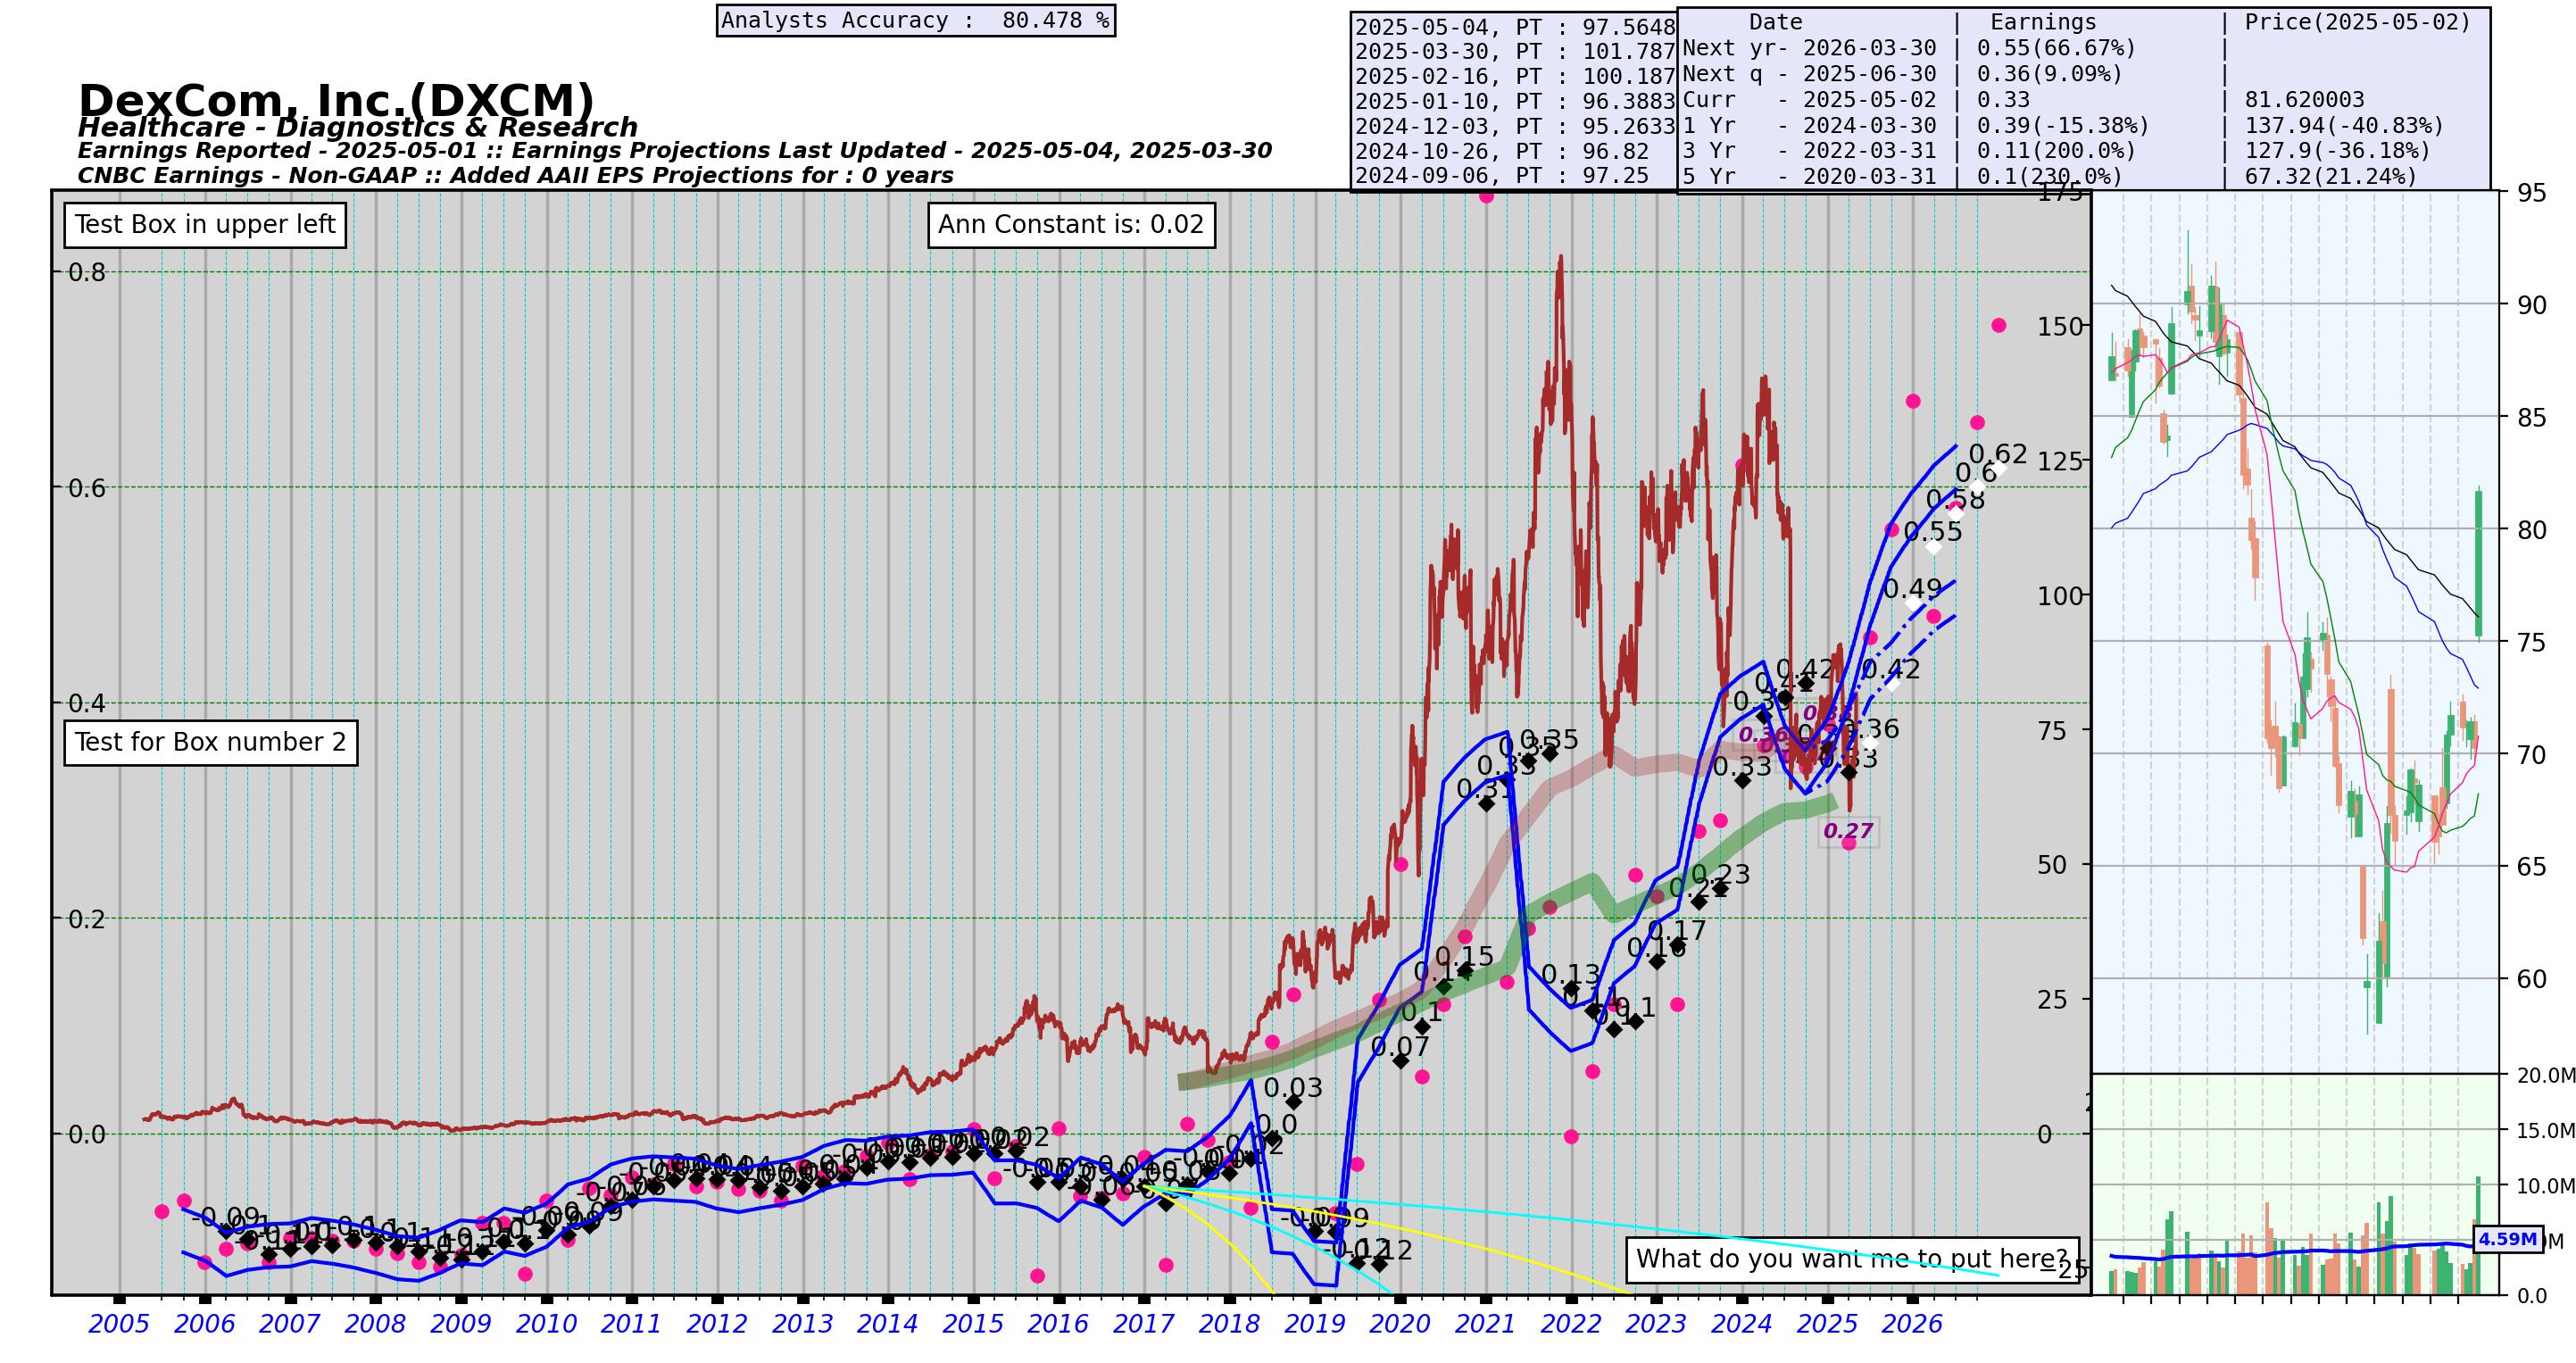 Analysts Accuracy :  80.478 %
2025-05-04, PT : 97.5648
2025-03-30, PT : 101.787
2025-02-16, PT : 100.187
2025-01-10, PT : 96.3883
2024-12-03, PT : 95.2633
2024-10-26, PT : 96.82
2024-09-06, PT : 97.25
Date | Earnings | Price(2025-05-02)
Next yr- 2026-03-30 | 0.55(66.67%) |
Next q - 2025-06-30 | 0.36(9.09%) |
Curr - 2025-05-02 | 0.33 | 81.620003
1 Yr - 2024-03-30 | 0.39(-15.38%) | 137.94(-40.83%)
3 Yr - 2022-03-31 | 0.11(200.0%) | 127.9(-36.18%)
5 Yr - 2020-03-31 | 0.1(230.0%) | 67.32(21.24%)
DexCom, Inc.(DXCM)
Healthcare - Diagnostics & Research
Earnings Reported - 2025-05-01 :: Earnings Projections Last Updated - 2025-05-04, 2025-03-30
CNBC Earnings - Non-GAAP :: Added AAII EPS Projections for : 0 years
Test Box in upper left
Ann Constant is: 0.02
Test for Box number 2
What do you want me to put here?
0.8
0.6
0.4
0.2
0.0
175
150
125
100
75
50
25
0
−25
95
90
85
80
75
70
65
60
20.0M
15.0M
10.0M
4.59M
0.0
0.62
0.6
0.58
0.55
0.49
0.42
0.42
0.36
0.33
0.27
0.33
0.35
0.35
0.31
0.23
0.17
0.16
0.15
0.14
0.13
0.11
0.1
0.1
0.07
0.03
0.0
-0.09
2005 2006 2007 2008 2009 2010 2011 2012 2013 2014 2015 2016 2017 2018 2019 2020 2021 2022 2023 2024 2025 2026